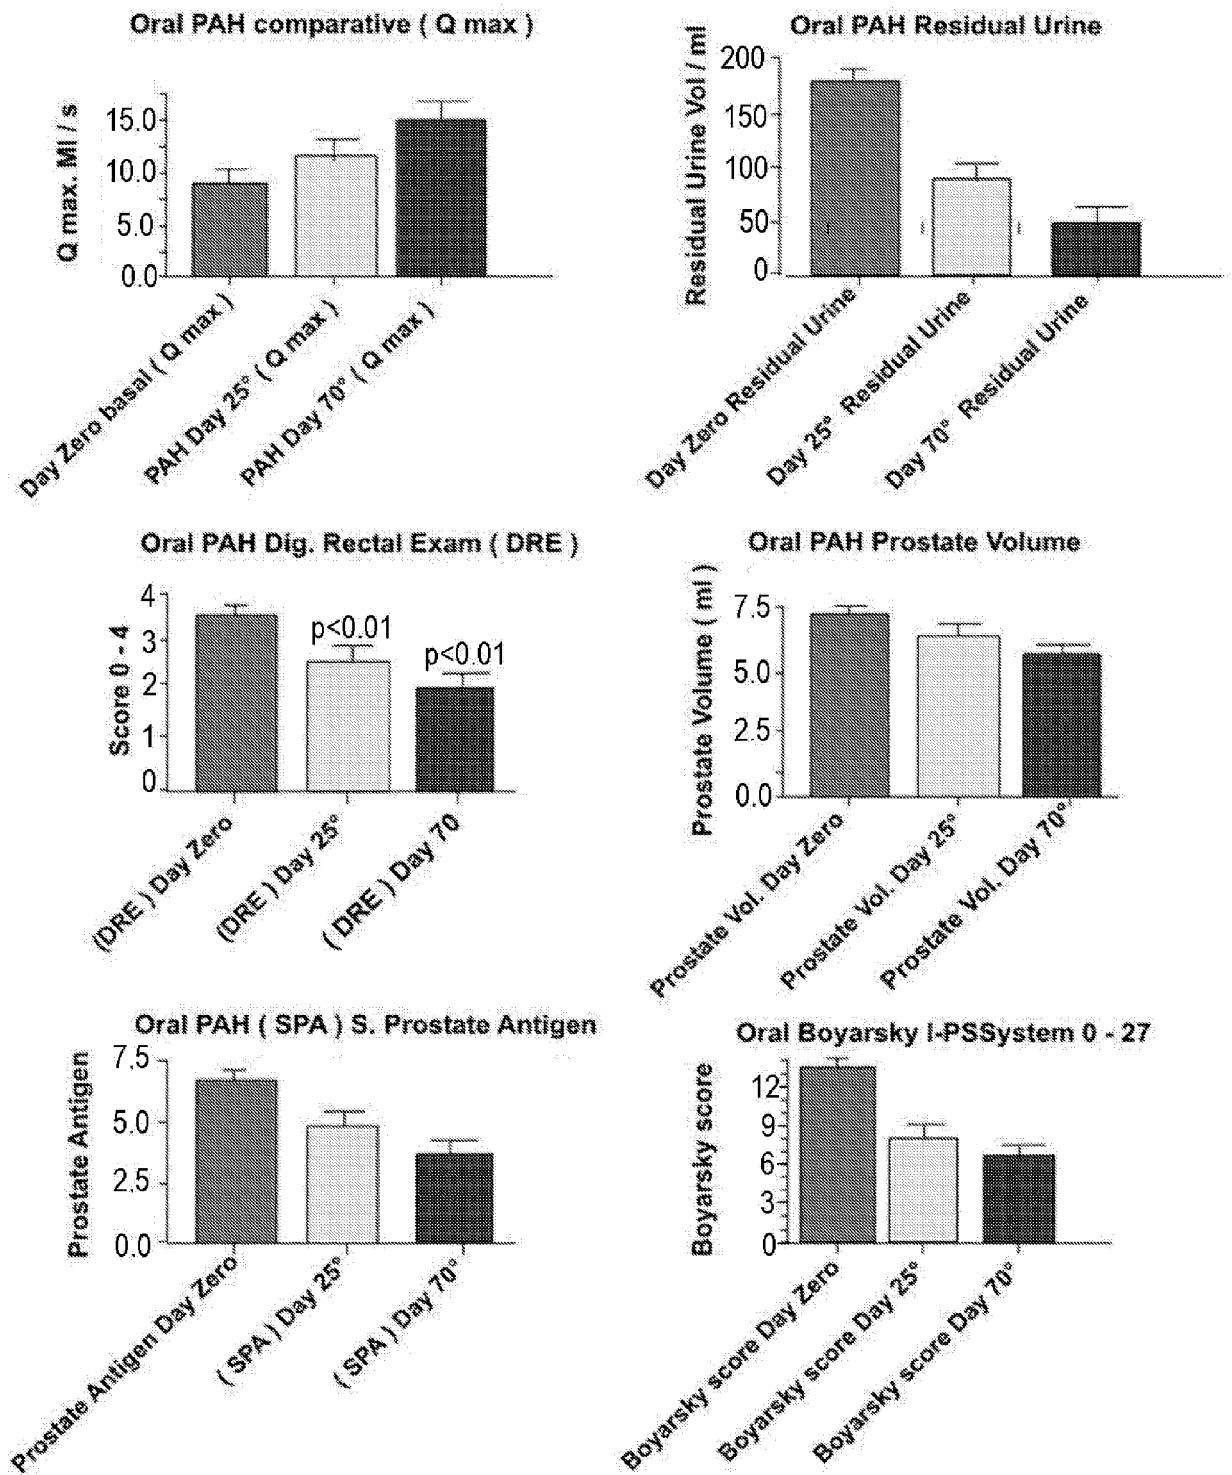 Oral PAH comparative ( Q max )
Q max. Ml / s
15.0
10.0
5.0
0.0
Day Zero basal ( Q max )
PAH Day 25° ( Q max )
PAH Day 70° ( Q max )
Oral PAH Residual Urine
Residual Urine Vol / ml
200
150
100
50
0
Day Zero Residual Urine
Day 25° Residual Urine
Day 70° Residual Urine
Oral PAH Dig. Rectal Exam ( DRE )
Score 0 - 4
4
3
2
1
0
p<0.01
p<0.01
(DRE ) Day Zero
(DRE ) Day 25°
( DRE ) Day 70
Oral PAH Prostate Volume
Prostate Volume ( ml )
7.5
5.0
2.5
0.0
Prostate Vol. Day Zero
Prostate Vol. Day 25°
Prostate Vol. Day 70°
Oral PAH ( SPA ) S. Prostate Antigen
Prostate Antigen
7.5
5.0
2.5
0.0
Prostate Antigen Day Zero
( SPA ) Day 25°
( SPA ) Day 70°
Oral Boyarsky I-PSSystem 0 - 27
Boyarsky score
12
9
6
3
0
Boyarsky score Day Zero
Boyarsky score Day 25°
Boyarsky score Day 70°